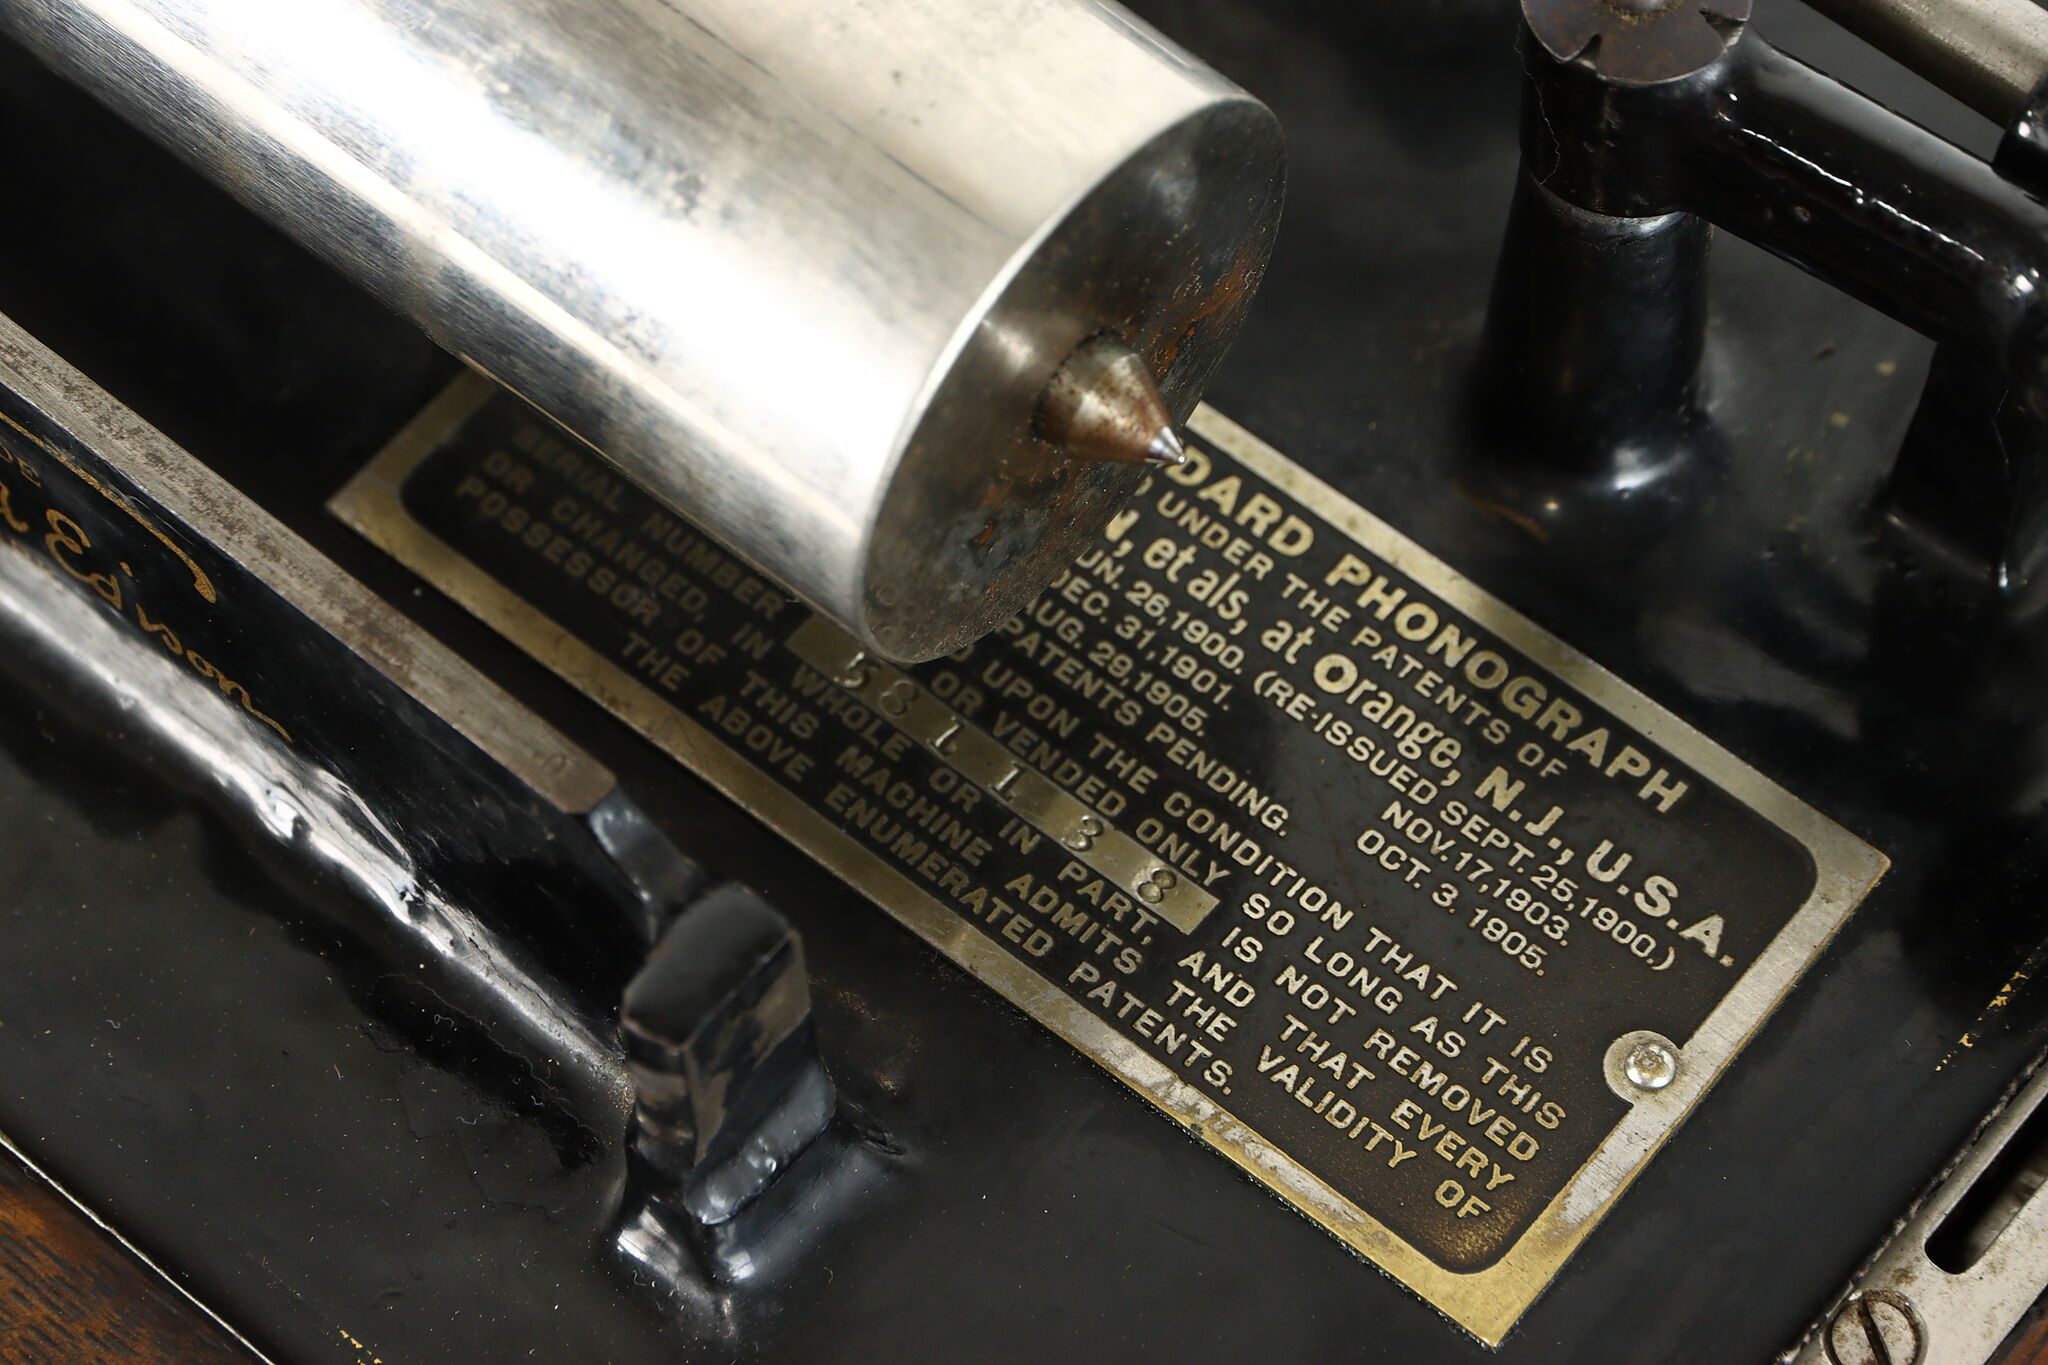 DARD PHONOGRAPH
UNDER THE PATENTS OF
N, et als, at Orange, N.J., U.S.A.
UN. 26,1900. (RE-ISSUED SEPT. 25,1900.)
DEC. 31,1901. NOV.17,1903.
AUG. 29,1905. OCT. 3. 1905.
PATENTS PENDING.
UPON THE CONDITION THAT IT IS
OR VENDED ONLY SO LONG AS THIS
SERIAL NUMBER 581138 IS NOT REMOVED
OR CHANGED, IN WHOLE OR IN PART, AND THAT EVERY
POSSESSOR OF THIS MACHINE ADMITS THE VALIDITY OF
THE ABOVE ENUMERATED PATENTS.
a Edison